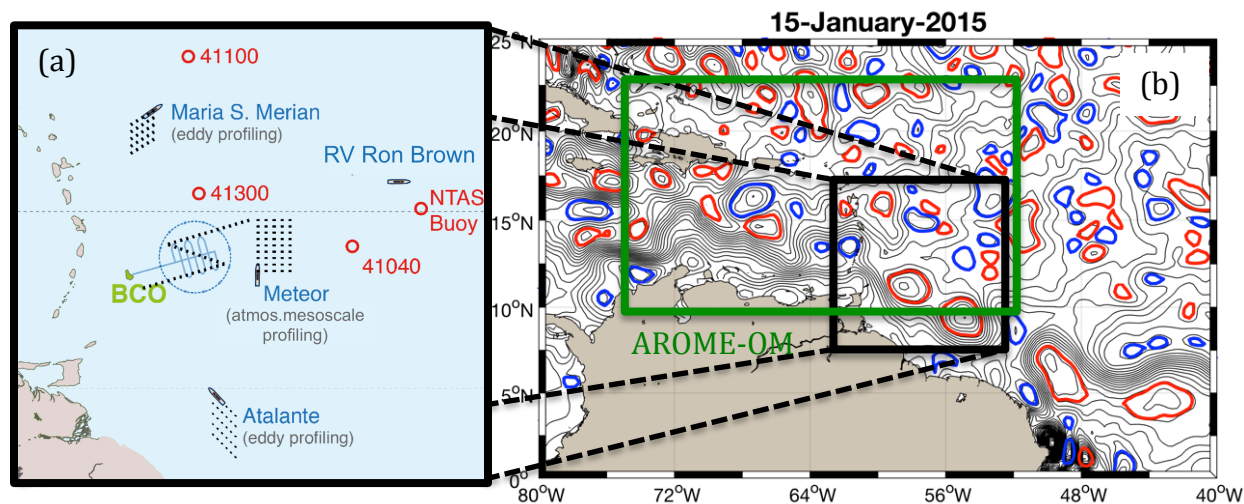 (a)
41100
Maria S. Merian
(eddy profiling)
RV Ron Brown
41300
NTAS
Buoy
41040
BCO
Meteor
(atmos.mesoscale
profiling)
Atalante
(eddy profiling)
15-January-2015
(b)
25°N
20°N
15°N
10°N
5°N
0°
AROME-OM
80°W 72°W 64°W 56°W 48°W 40°W